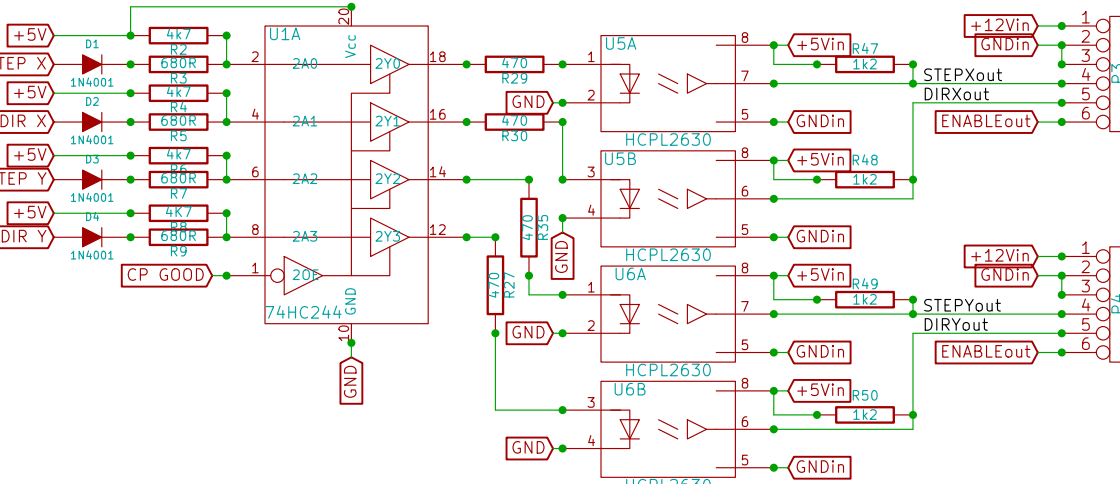 +5V
4k7
R2
D1
TEP X
1N4001
680R
R3
+5V
4k7
R4
D2
DIR X
1N4001
680R
R5
+5V
4k7
R6
D3
TEP Y
1N4001
680R
R7
+5V
4K7
R8
D4
DIR Y
1N4001
680R
R9
CP GOOD
U1A
20
Vcc
2 2A0 2Y0 18
4 2A1 2Y1 16
6 2A2 2Y2 14
8 2A3 2Y3 12
1 2OE
74HC244
GND
10
GND
470
R29
GND
470
R30
470
R35
GND
470
R27
GND
GND
U5A
1
2
8
7
5
HCPL2630
U5B
3
4
8
6
5
HCPL2630
U6A
1
2
8
7
5
HCPL2630
U6B
3
4
8
6
5
HCPL2630
+5Vin
R47
1k2
GNDin
+5Vin
R48
1k2
GNDin
+5Vin
R49
1k2
GNDin
+5Vin
R50
1k2
GNDin
+12Vin 1
GNDin 2
3
STEPXout 4
DIRXout 5
ENABLEout 6
P3
+12Vin 1
GNDin 2
3
STEPYout 4
DIRYout 5
ENABLEout 6
P4